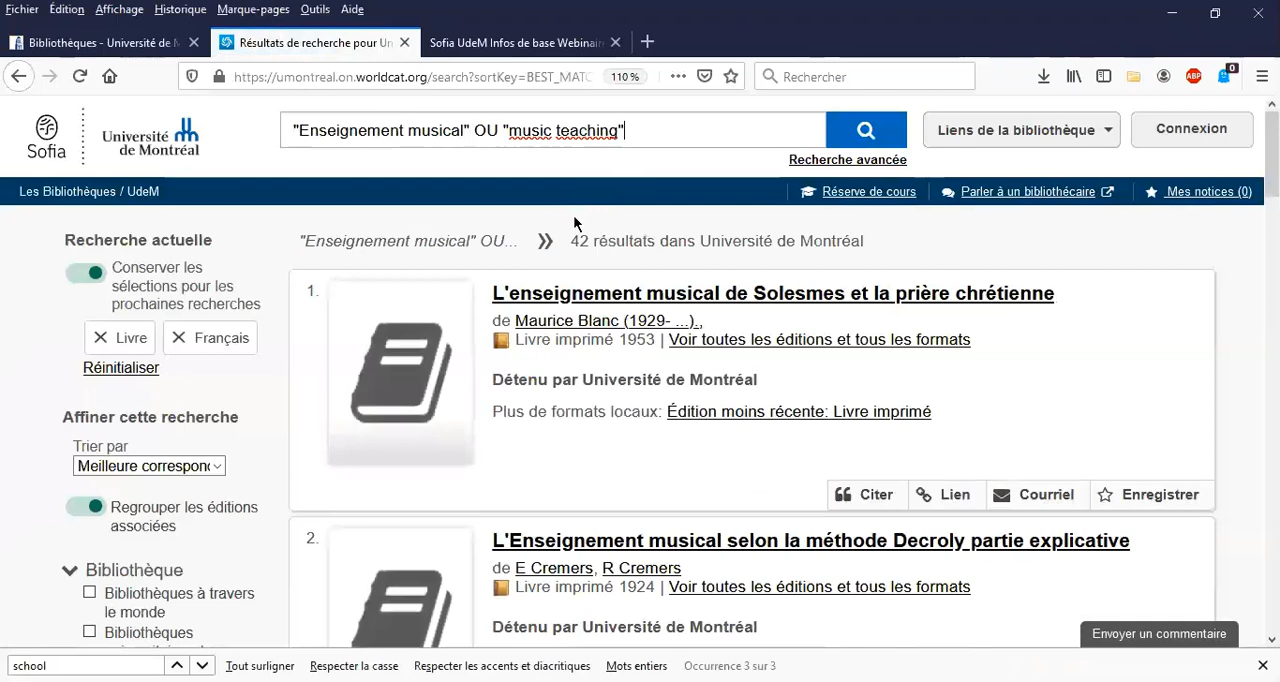 Fichier Édition Affichage Historique Marque-pages Outils Aide
Bibliothèques - Université de M
Résultats de recherche pour Un
Sofia UdeM Infos de base Webinair
https://umontreal.on.worldcat.org/search?sortKey=BEST_MATC
110 %
Rechercher
ABP
0
Sofia
Université de Montréal
"Enseignement musical" OU "music teaching"
Liens de la bibliothèque
Connexion
Recherche avancée
Les Bibliothèques / UdeM
Réserve de cours
Parler à un bibliothécaire
Mes notices (0)
Recherche actuelle
Conserver les
sélections pour les
prochaines recherches
Livre
Français
Réinitialiser
Affiner cette recherche
Trier par
Meilleure correspond
Regrouper les éditions
associées
Bibliothèque
Bibliothèques à travers
le monde
Bibliothèques
"Enseignement musical" OU...
42 résultats dans Université de Montréal
1.
L'enseignement musical de Solesmes et la prière chrétienne
de Maurice Blanc (1929- ...).,
Livre imprimé 1953 | Voir toutes les éditions et tous les formats
Détenu par Université de Montréal
Plus de formats locaux: Édition moins récente: Livre imprimé
Citer
Lien
Courriel
Enregistrer
2.
L'Enseignement musical selon la méthode Decroly partie explicative
de E Cremers, R Cremers
Livre imprimé 1924 | Voir toutes les éditions et tous les formats
Détenu par Université de Montréal
Envoyer un commentaire
school
Tout surligner
Respecter la casse
Respecter les accents et diacritiques
Mots entiers
Occurrence 3 sur 3